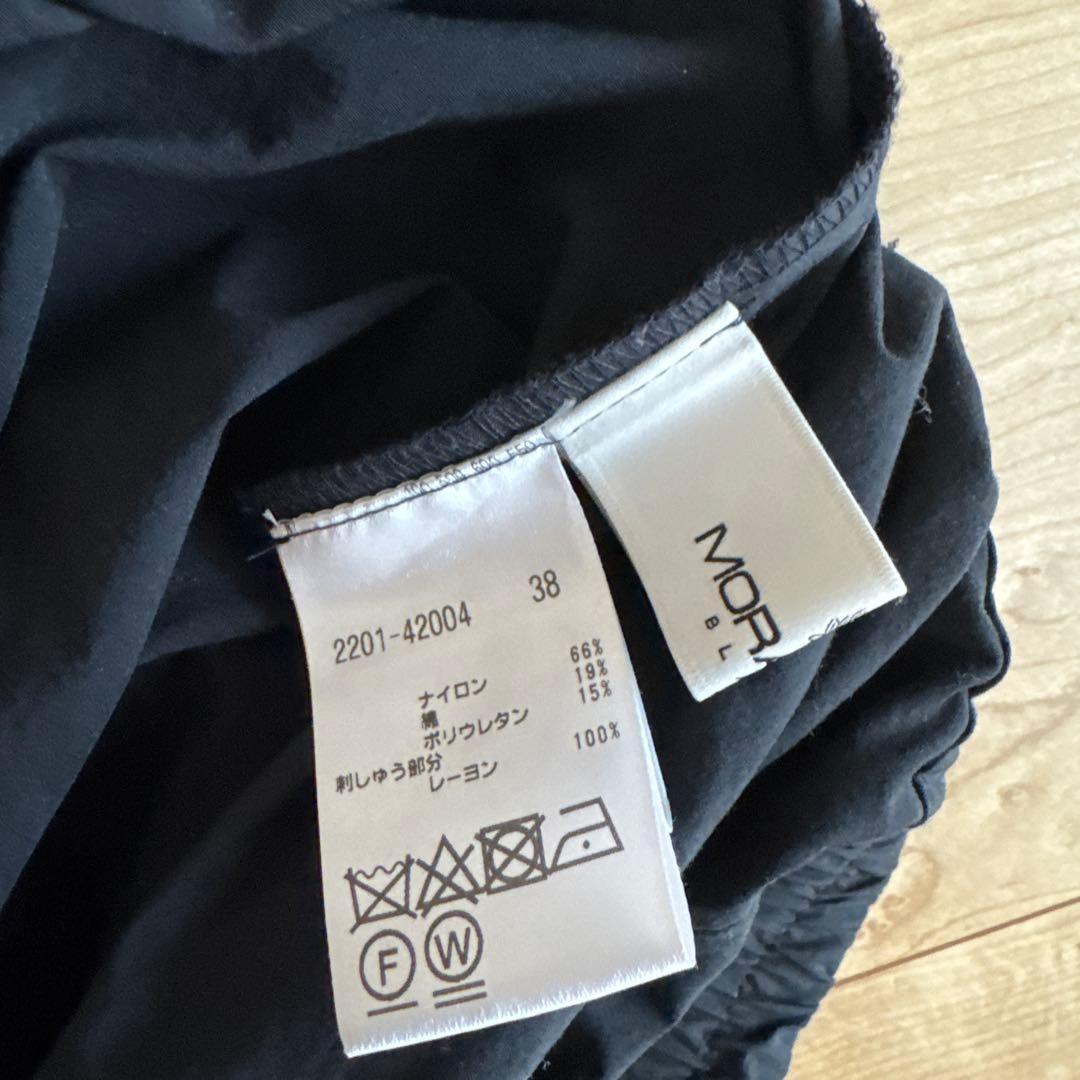 2201-42004 38
ナイロン 66%
綿 19%
ポリウレタン 15%
刺しゅう部分
レーヨン 100%
F W
MOR
BL